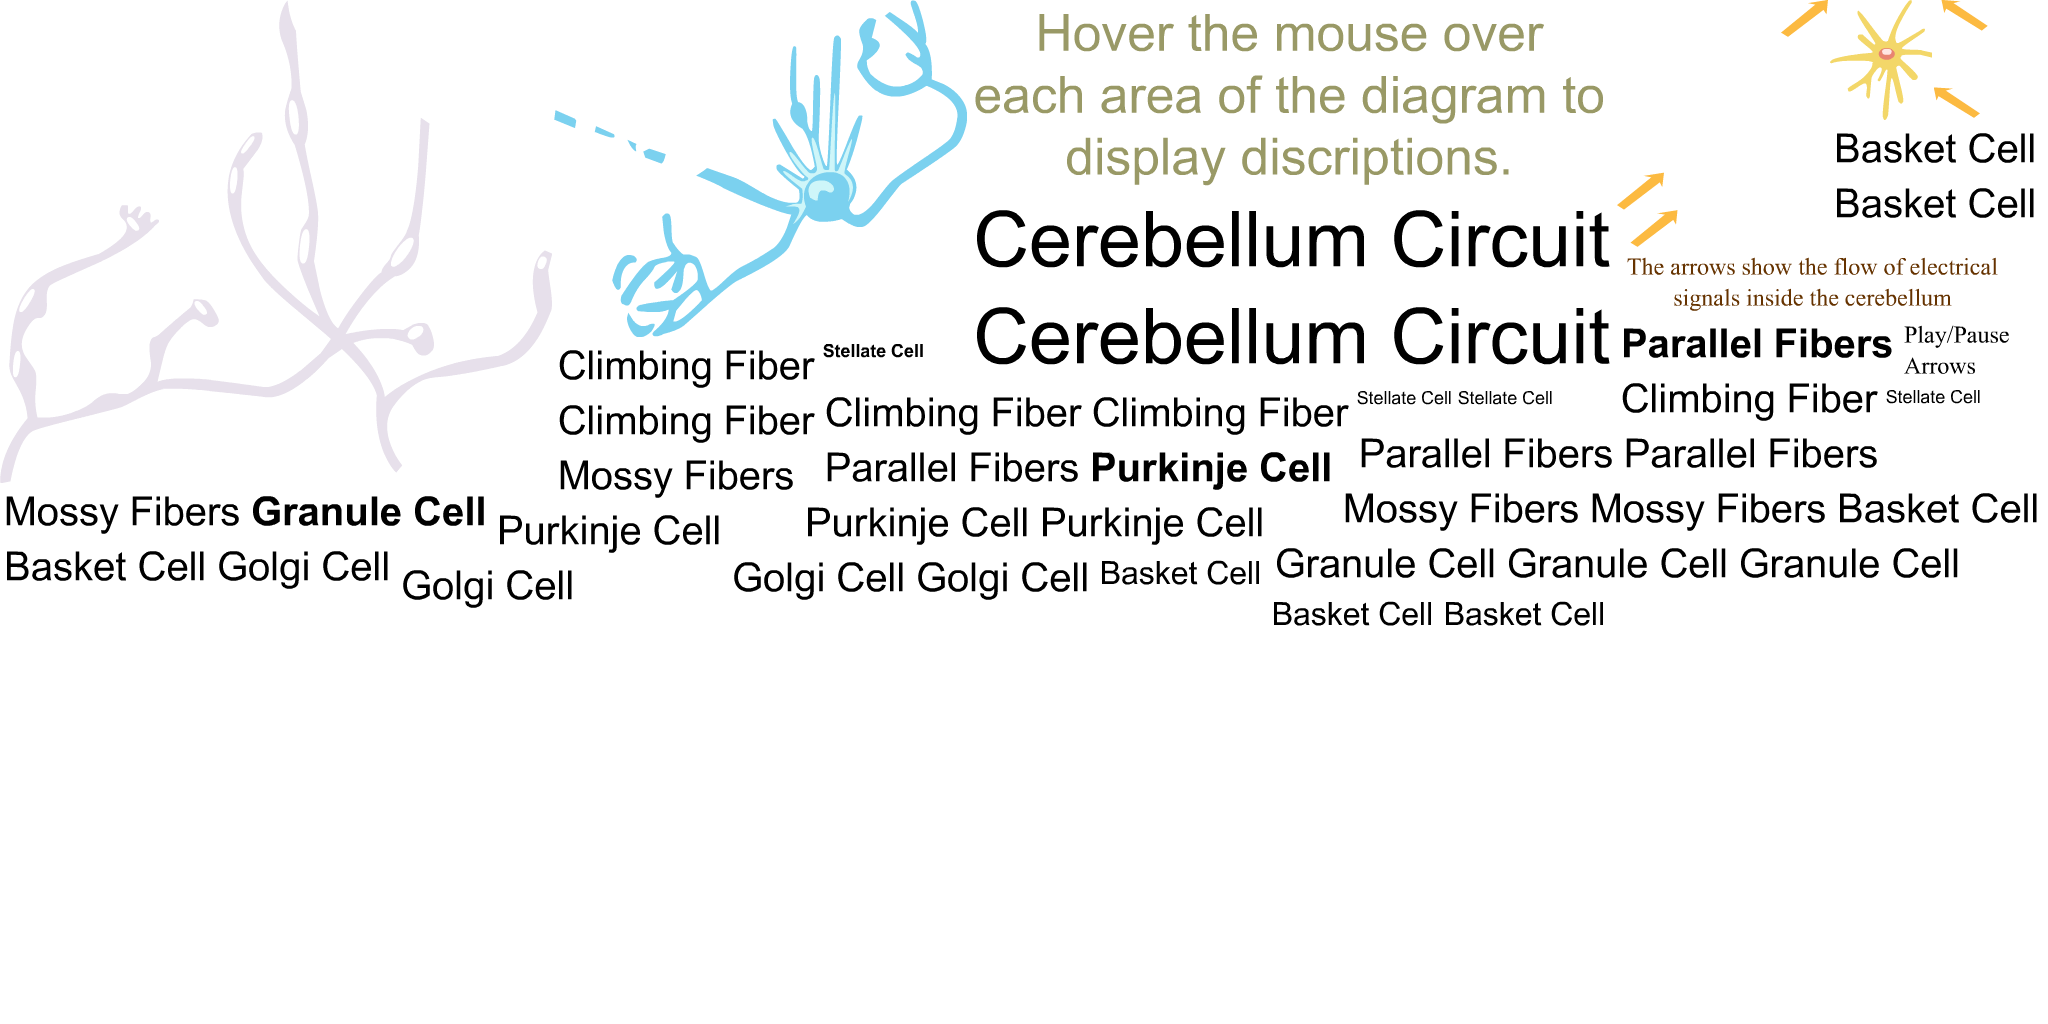 Hover the mouse over
each area of the diagram to
display discriptions.
Basket Cell
Basket Cell
Cerebellum Circuit
The arrows show the flow of electrical
signals inside the cerebellum
Cerebellum Circuit
Parallel Fibers
Play/Pause
Arrows
Climbing Fiber
Stellate Cell
Climbing Fiber
Climbing Fiber Climbing Fiber
Stellate Cell Stellate Cell
Climbing Fiber
Stellate Cell
Mossy Fibers
Parallel Fibers Purkinje Cell
Parallel Fibers Parallel Fibers
Mossy Fibers Granule Cell
Purkinje Cell
Purkinje Cell Purkinje Cell
Mossy Fibers Mossy Fibers Basket Cell
Basket Cell Golgi Cell
Golgi Cell
Golgi Cell Golgi Cell
Basket Cell
Granule Cell Granule Cell Granule Cell
Basket Cell Basket Cell